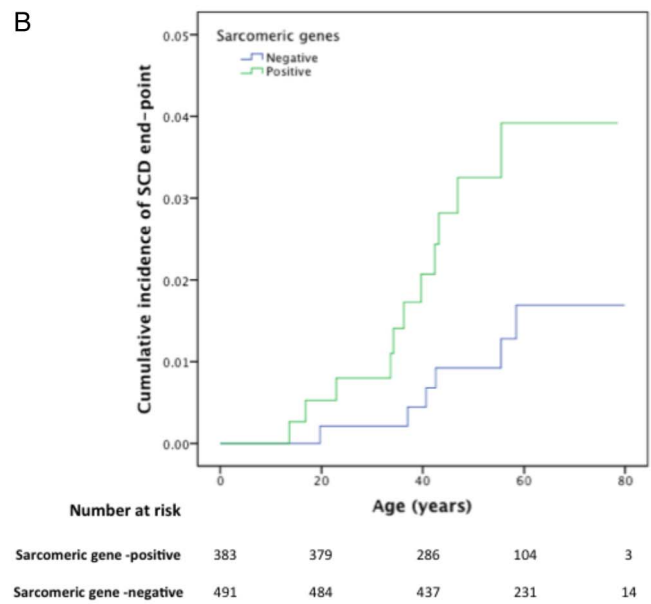 B
Sarcomeric genes
Negative
Positive
Cumulative incidence of SCD end-point
0.05
0.04
0.03
0.02
0.01
0.00
0 20 40 60 80
Age (years)
Number at risk
Sarcomeric gene -positive 383 379 286 104 3
Sarcomeric gene -negative 491 484 437 231 14